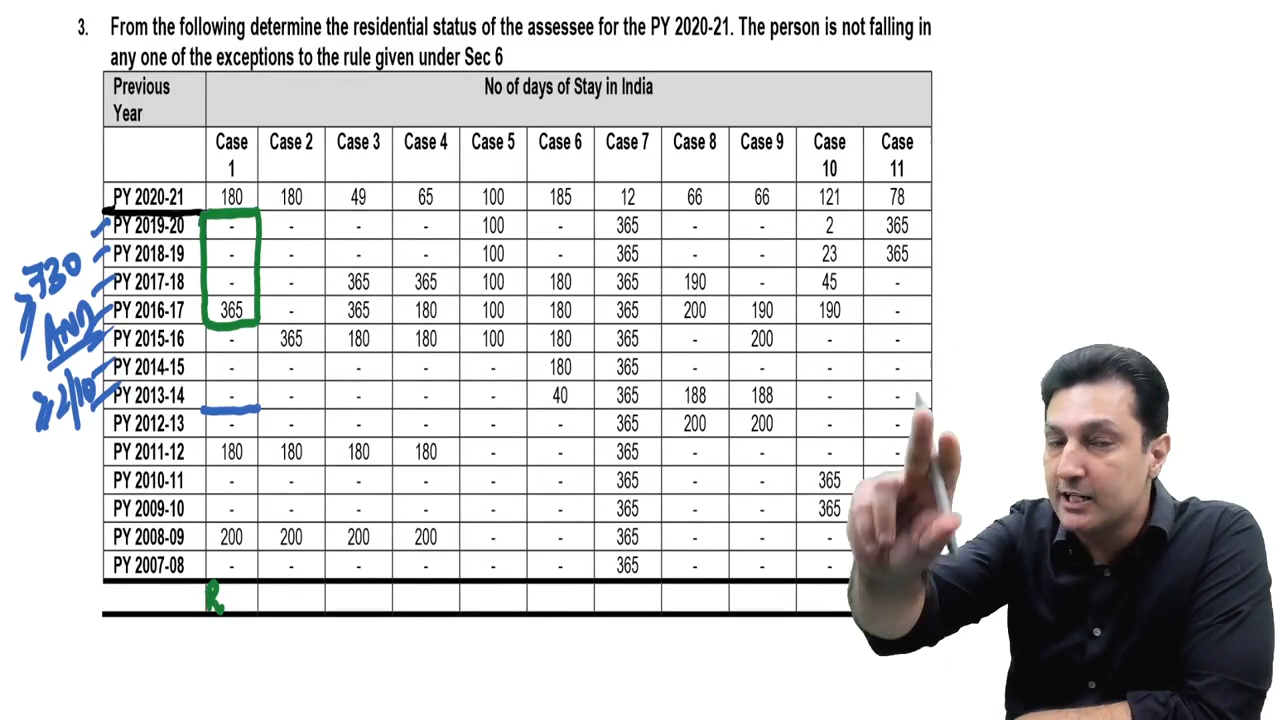 3. From the following determine the residential status of the assessee for the PY 2020-21. The person is not falling in
any one of the exceptions to the rule given under Sec 6
Previous Year No of days of Stay in India
Case 1 Case 2 Case 3 Case 4 Case 5 Case 6 Case 7 Case 8 Case 9 Case 10 Case 11
PY 2020-21 180 180 49 65 100 185 12 66 66 121 78
PY 2019-20 - - - - 100 - 365 - - 2 365
PY 2018-19 - - - - 100 - 365 - - 23 365
PY 2017-18 - - 365 365 100 180 365 190 - 45 -
PY 2016-17 365 - 365 180 100 180 365 200 190 190 -
PY 2015-16 - 365 180 180 100 180 365 - 200 - -
PY 2014-15 - - - - - 180 365 - - - -
PY 2013-14 - - - - - 40 365 188 188 - -
PY 2012-13 - - - - - - 365 200 200 - -
PY 2011-12 180 180 180 180 - - 365 - - - -
PY 2010-11 - - - - - - 365 - - 365
PY 2009-10 - - - - - - 365 - - 365
PY 2008-09 200 200 200 200 - - 365 - - -
PY 2007-08 - - - - - - 365 - - -
≥730
AND
≥2/10
R